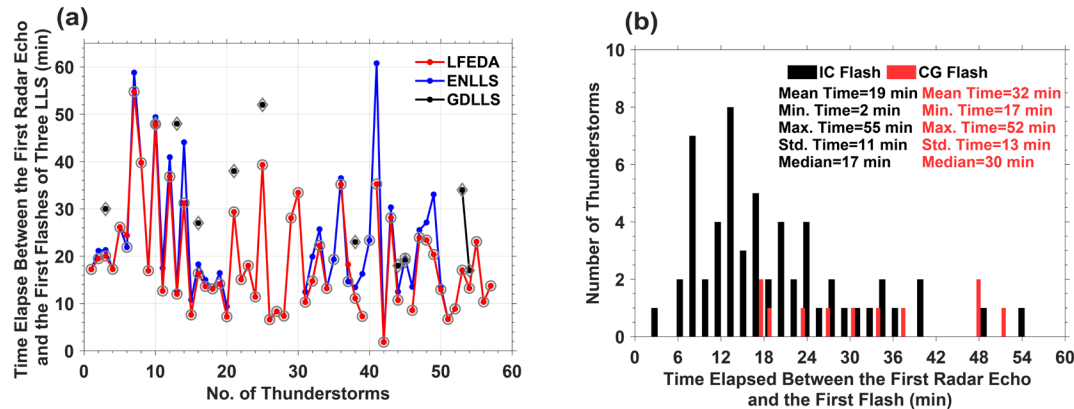 (a)
Time Elapse Between the First Radar Echo
and the First Flashes of Three LLS (min)
60
50
40
30
20
10
0
LFEDA
ENLLS
GDLLS
0 10 20 30 40 50 60
No. of Thunderstorms
(b)
Number of Thunderstorms
10
8
6
4
2
0
IC Flash CG Flash
Mean Time=19 min Mean Time=32 min
Min. Time=2 min Min. Time=17 min
Max. Time=55 min Max. Time=52 min
Std. Time=11 min Std. Time=13 min
Median=17 min Median=30 min
0 6 12 18 24 30 36 42 48 54 60
Time Elapsed Between the First Radar Echo
and the First Flash (min)